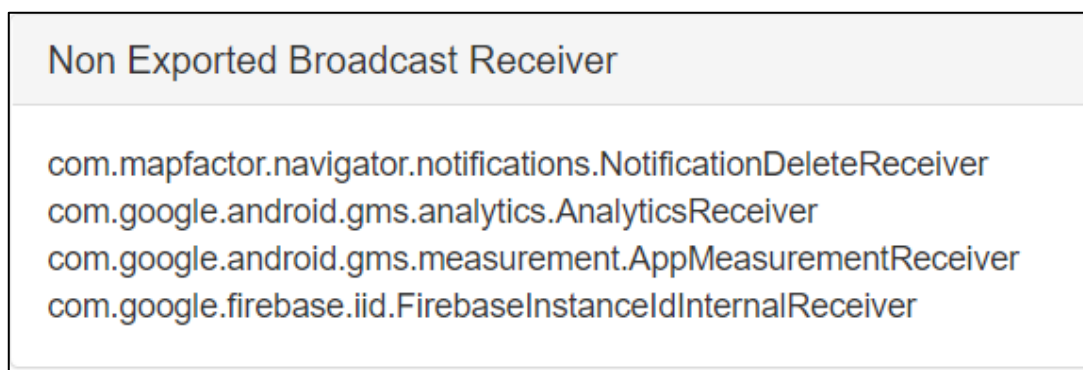 Non Exported Broadcast Receiver
com.mapfactor.navigator.notifications.NotificationDeleteReceiver
com.google.android.gms.analytics.AnalyticsReceiver
com.google.android.gms.measurement.AppMeasurementReceiver
com.google.firebase.iid.FirebaseInstanceIdInternalReceiver